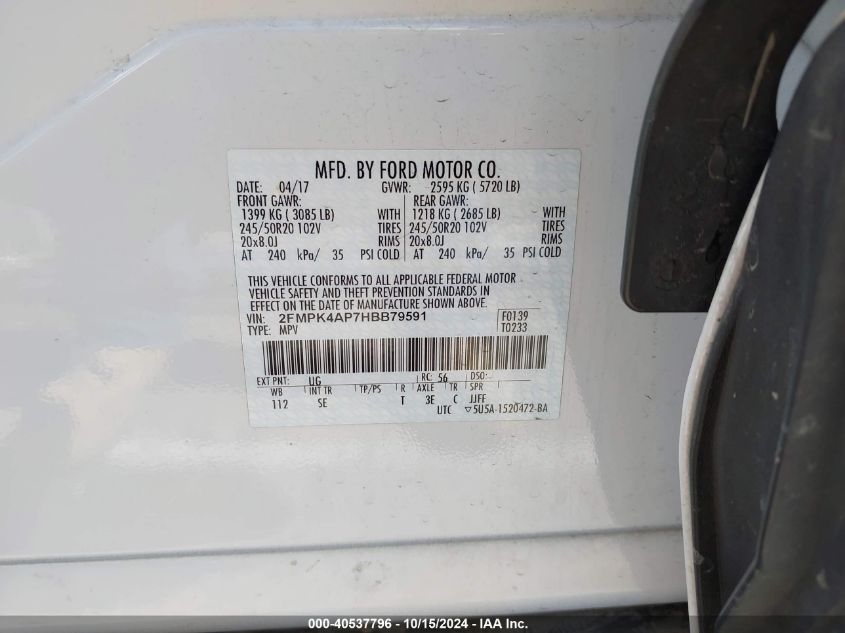 MFD. BY FORD MOTOR CO.
DATE: 04/17 GVWR: 2595 KG ( 5720 LB)
FRONT GAWR: REAR GAWR:
1399 KG ( 3085 LB) WITH 1218 KG ( 2685 LB) WITH
245/50R20 102V TIRES 245/50R20 102V TIRES
20x8.0J RIMS 20x8.0J RIMS
AT 240 kPa/ 35 PSI COLD AT 240 kPa/ 35 PSI COLD
THIS VEHICLE CONFORMS TO ALL APPLICABLE FEDERAL MOTOR
VEHICLE SAFETY AND THEFT PREVENTION STANDARDS IN
EFFECT ON THE DATE OF MANUFACTURE SHOWN ABOVE.
VIN: 2FMPK4AP7HBB79591 F0139
TYPE: MPV T0233
EXT PNT: UG RC: 56 DSO:
WB INT TR TP/PS R AXLE TR SPR
112 SE T 3E C JJFF
UTC ▽5U5A-1520472-BA
000-40537796 - 10/15/2024 - IAA Inc.